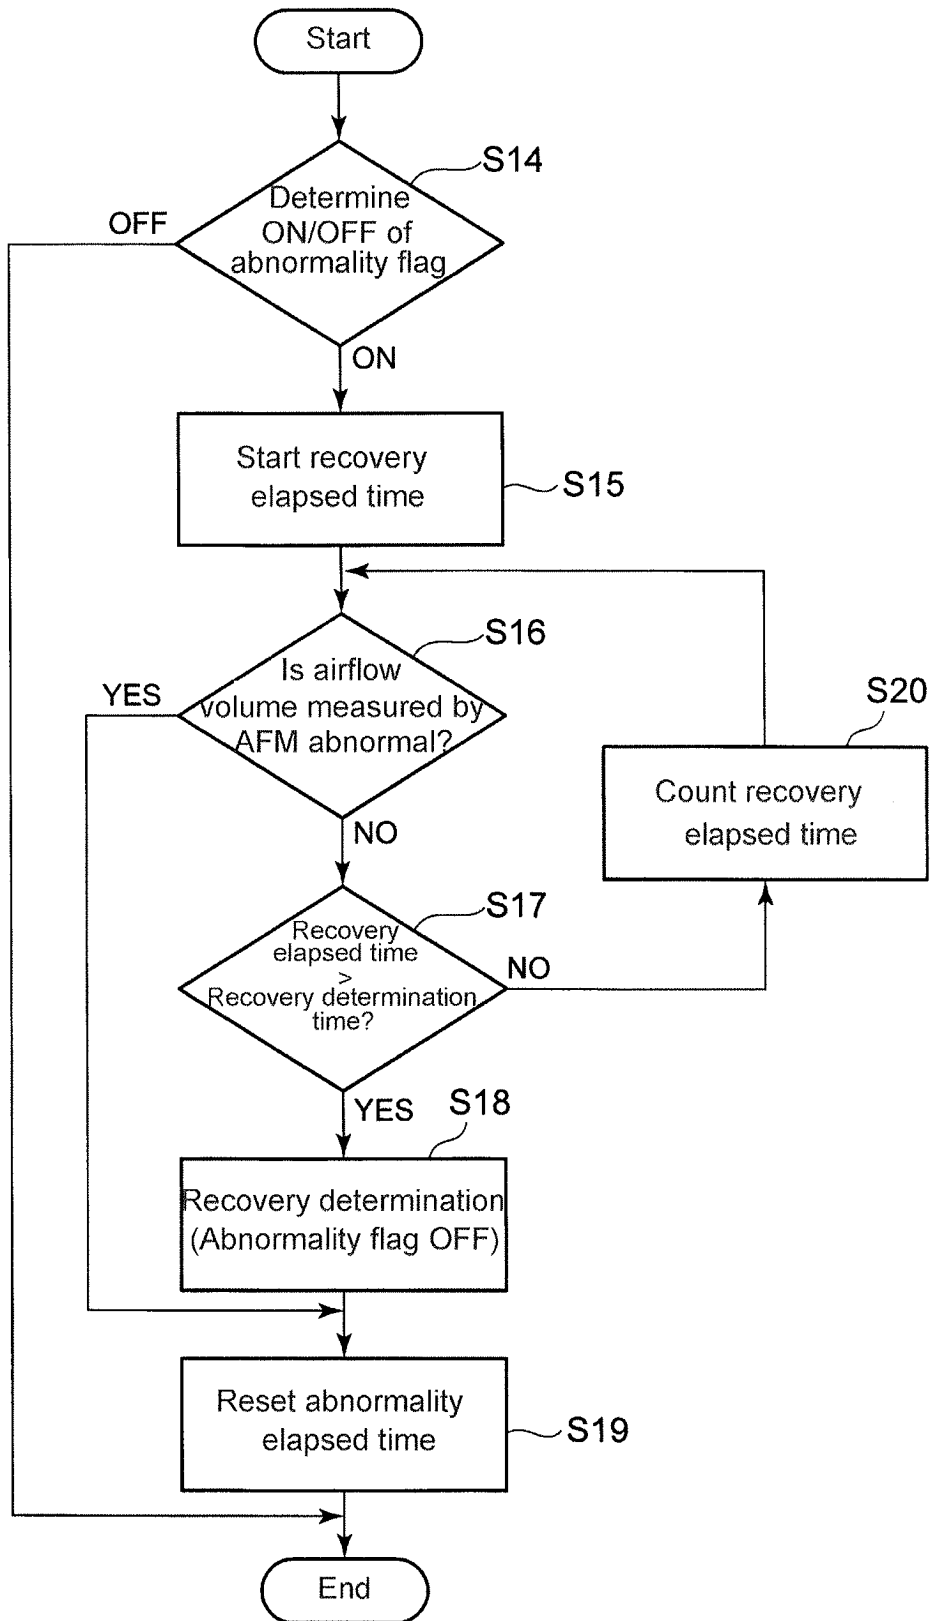 Start
S14
Determine
ON/OFF of
abnormality flag
OFF
ON
Start recovery
elapsed time
S15
S16
Is airflow
volume measured by
AFM abnormal?
YES
NO
S20
Count recovery
elapsed time
S17
Recovery
elapsed time
>
Recovery determination
time?
NO
YES
S18
Recovery determination
(Abnormality flag OFF)
Reset abnormality
elapsed time
S19
End